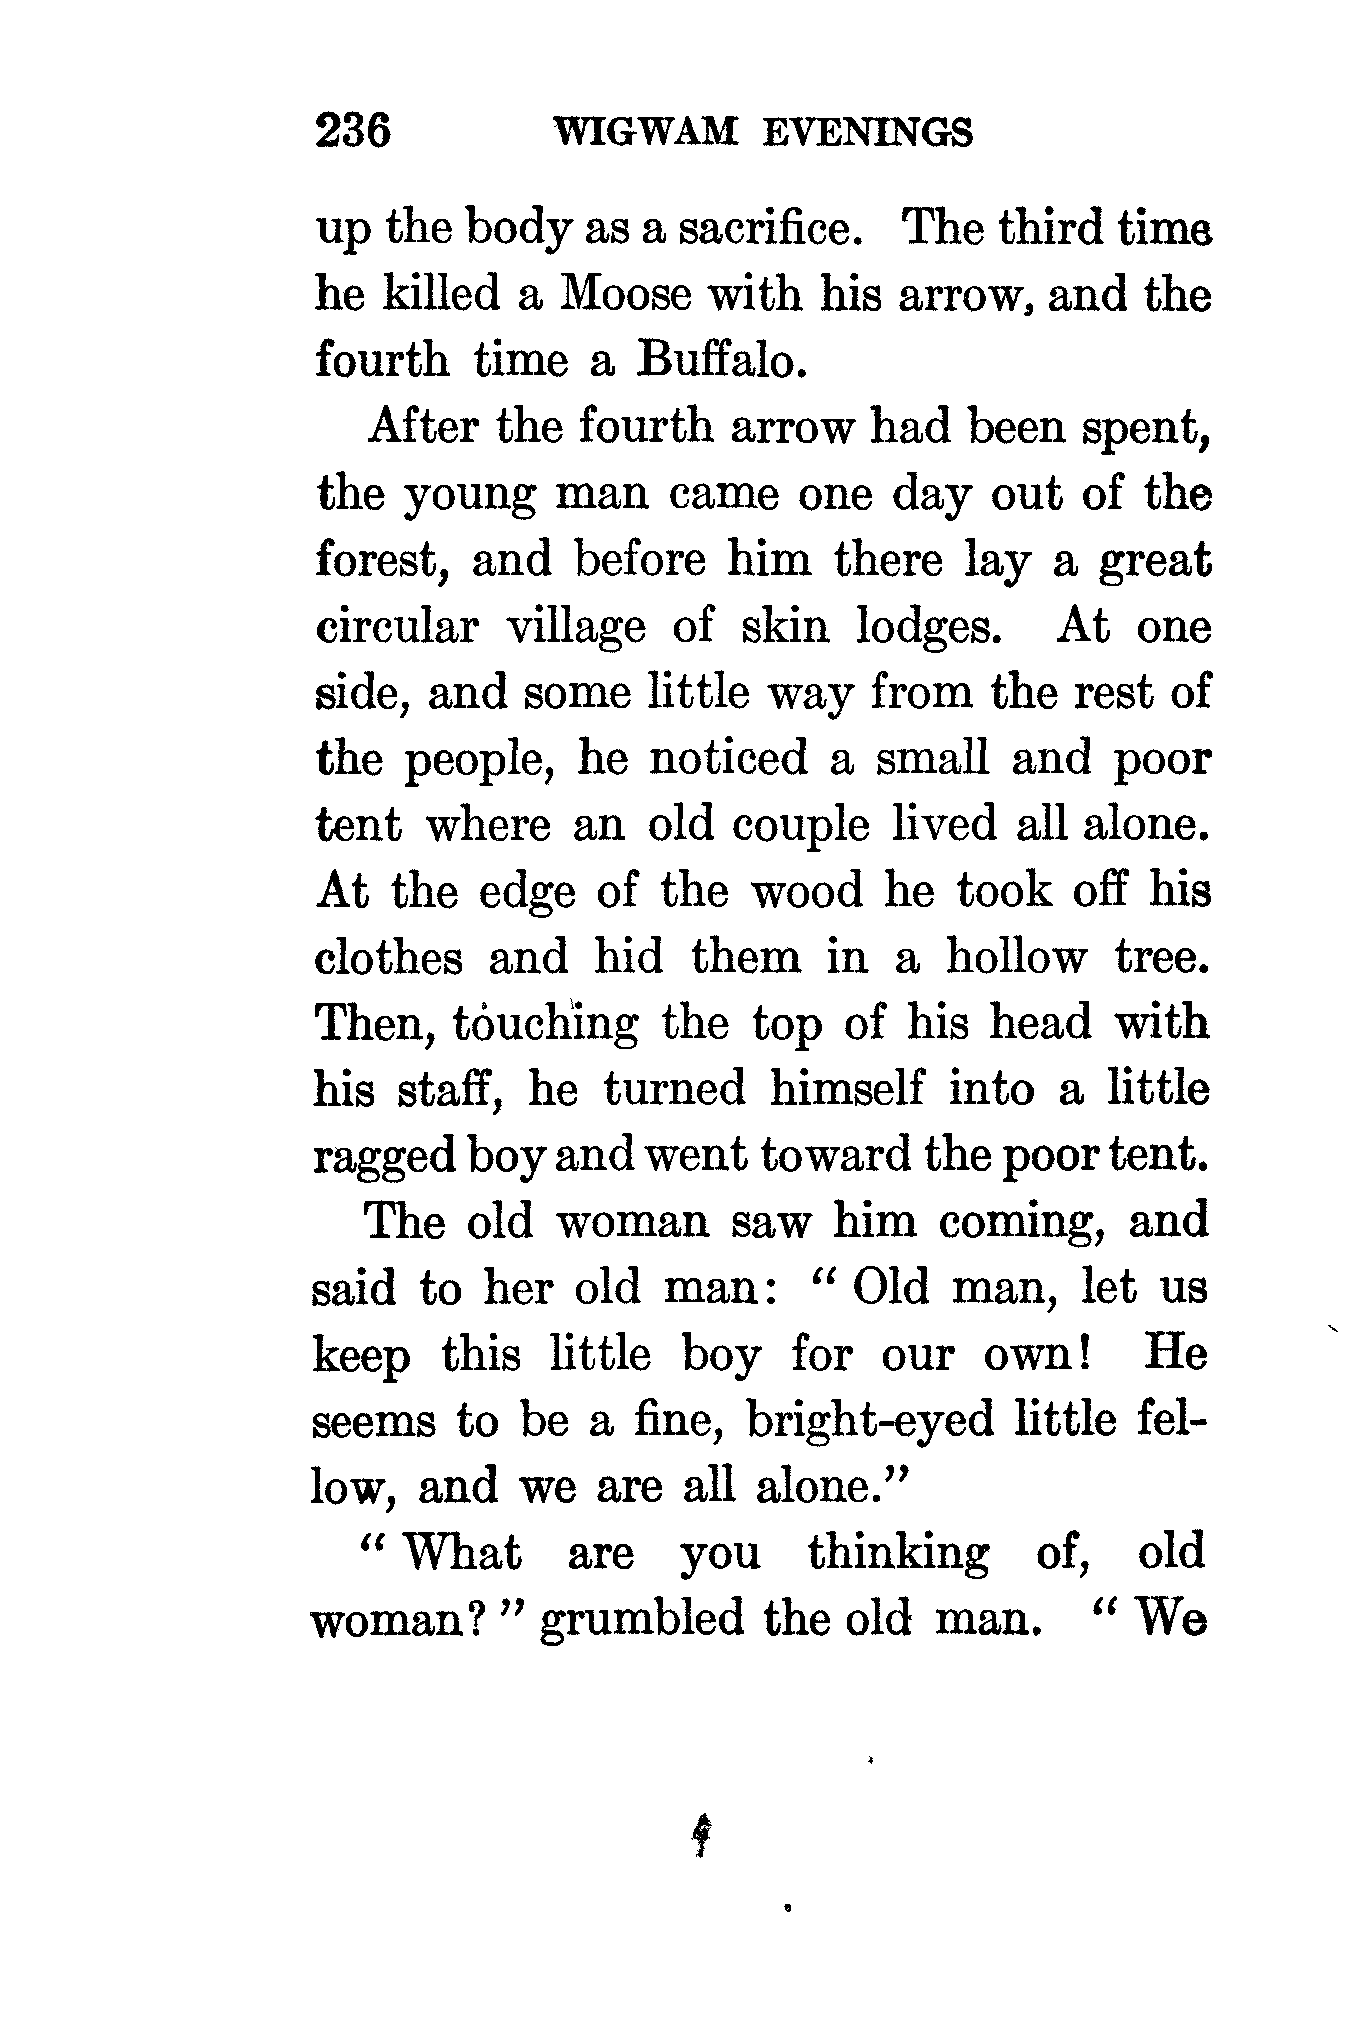 236 WIGWAM EVENINGS
up the body as a sacrifice. The third time
he killed a Moose with his arrow, and the
fourth time a Buffalo.
After the fourth arrow had been spent,
the young man came one day out of the
forest, and before him there lay a great
circular village of skin lodges. At one
side, and some little way from the rest of
the people, he noticed a small and poor
tent where an old couple lived all alone.
At the edge of the wood he took off his
clothes and hid them in a hollow tree.
Then, touching the top of his head with
his staff, he turned himself into a little
ragged boy and went toward the poor tent.
The old woman saw him coming, and
said to her old man: “ Old man, let us
keep this little boy for our own! He
seems to be a fine, bright-eyed little fel-
low, and we are all alone.”
“ What are you thinking of, old
woman? ” grumbled the old man. “ We